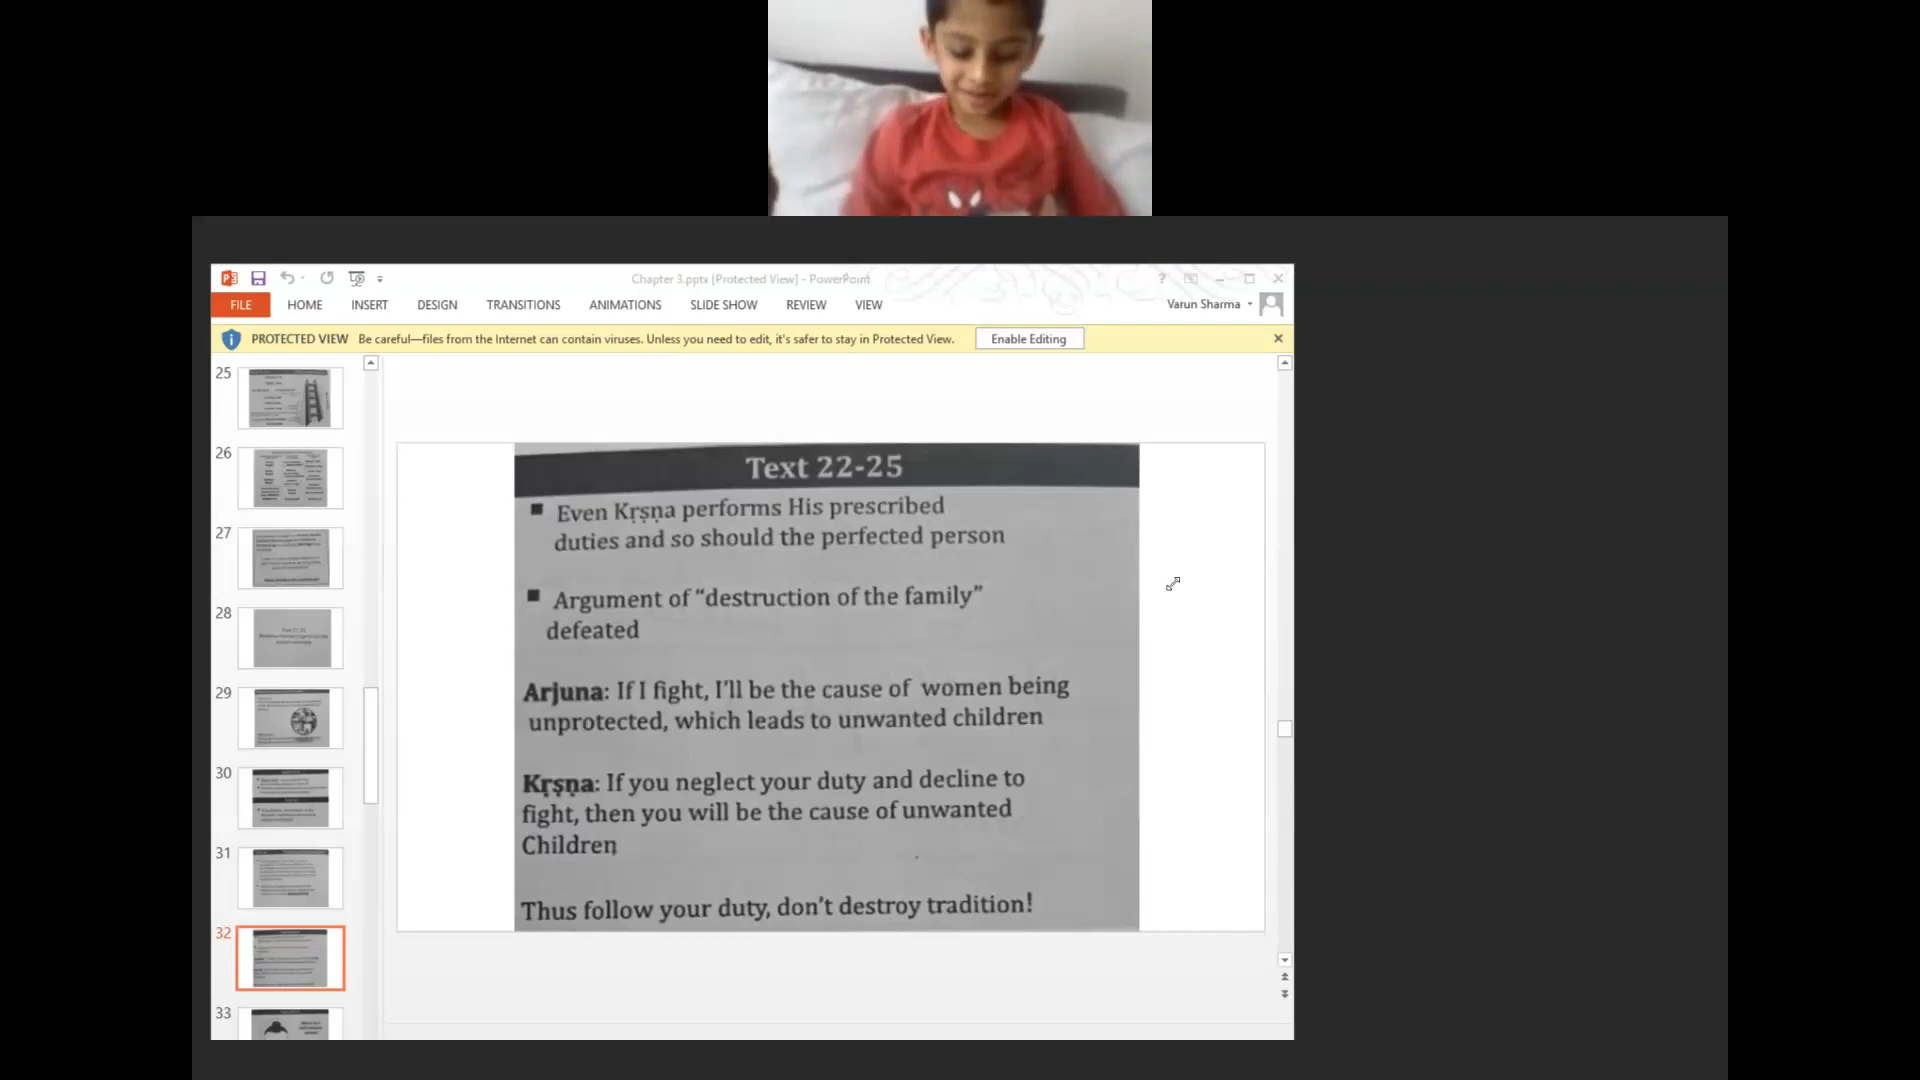 Chapter 3.pptx [Protected View] - PowerPoint
FILE HOME INSERT DESIGN TRANSITIONS ANIMATIONS SLIDE SHOW REVIEW VIEW Varun Sharma
PROTECTED VIEW Be careful—files from the Internet can contain viruses. Unless you need to edit, it's safer to stay in Protected View. Enable Editing
25
26
27
28
29
30
31
32
33
Text 22-25
Even Kṛṣṇa performs His prescribed
duties and so should the perfected person
Argument of “destruction of the family”
defeated
Arjuna: If I fight, I’ll be the cause of women being
unprotected, which leads to unwanted children
Kṛṣṇa: If you neglect your duty and decline to
fight, then you will be the cause of unwanted
Children
Thus follow your duty, don’t destroy tradition!